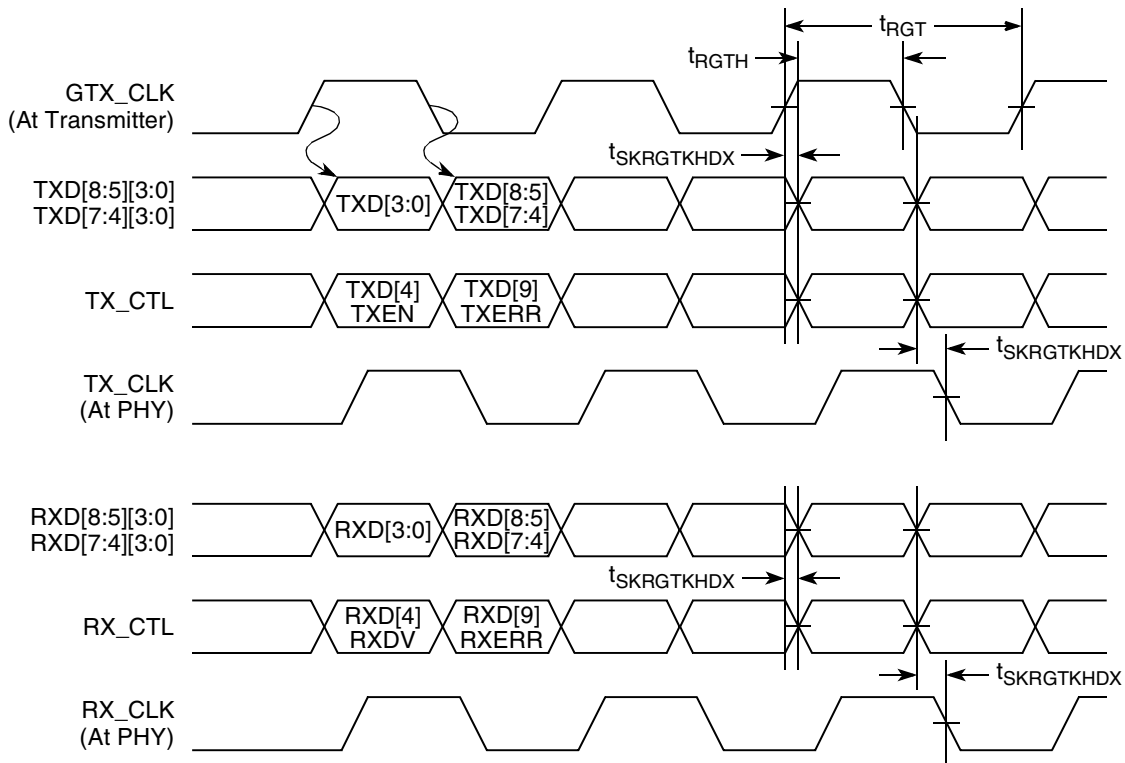 tRGT
tRGTH
GTX_CLK
(At Transmitter)
tSKRGTKHDX
TXD[8:5][3:0]
TXD[7:4][3:0]
TXD[3:0]
TXD[8:5]
TXD[7:4]
TX_CTL
TXD[4]
TXEN
TXD[9]
TXERR
tSKRGTKHDX
TX_CLK
(At PHY)
RXD[8:5][3:0]
RXD[7:4][3:0]
RXD[3:0]
RXD[8:5]
RXD[7:4]
tSKRGTKHDX
RX_CTL
RXD[4]
RXDV
RXD[9]
RXERR
tSKRGTKHDX
RX_CLK
(At PHY)